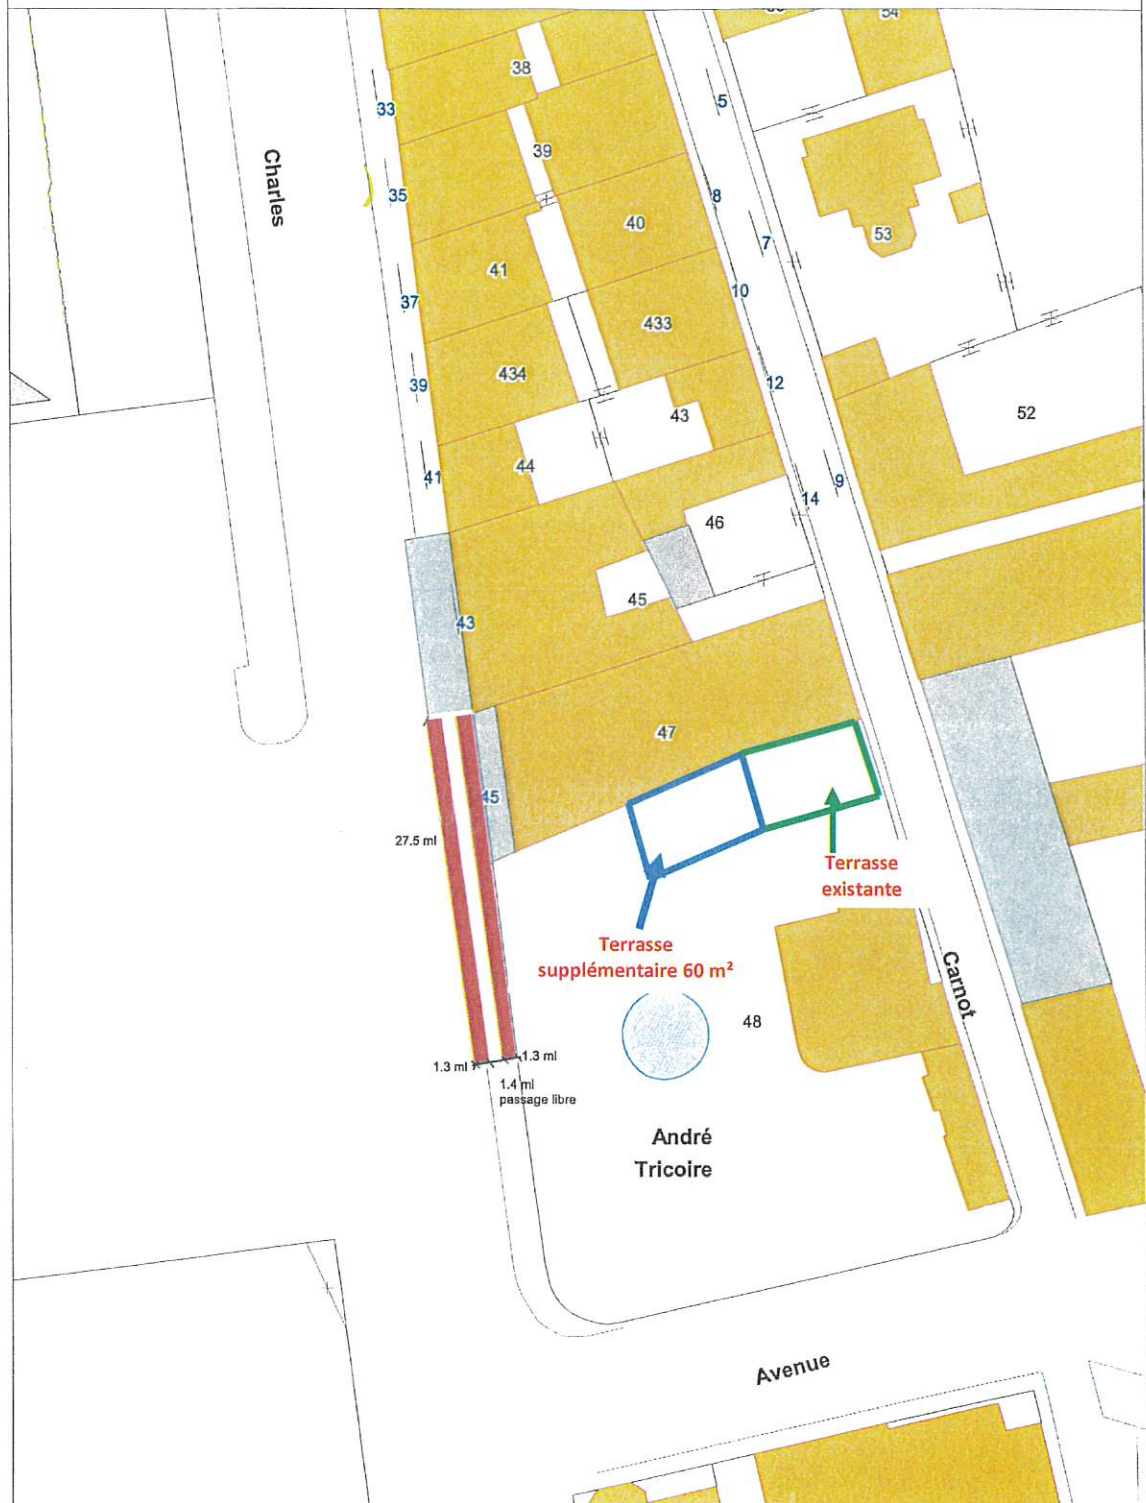 54
38
33
5
39
Charles
35
8
40
53
7
41
37
10
433
39
434
12
43
52
44
41
9
14
46
45
43
47
45
27.5 ml
Terrasse
existante
Terrasse
supplémentaire 60 m²
Carnot
48
1.3 ml
1.3 ml
1.4 ml
passage libre
André
Tricoire
Avenue